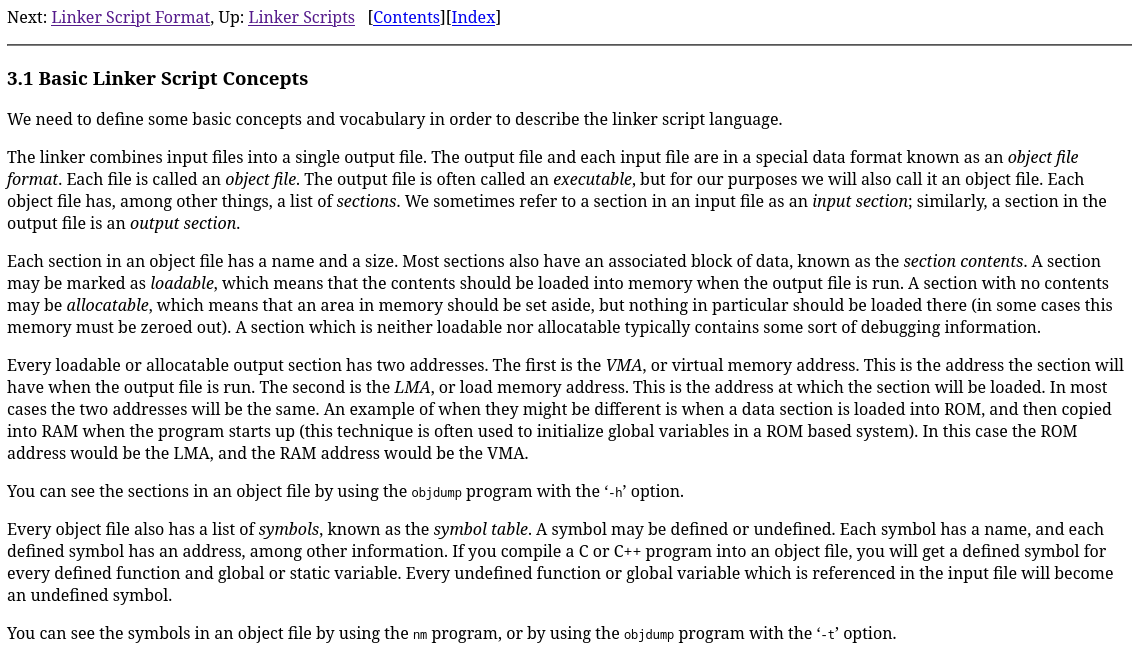 Next: Linker Script Format, Up: Linker Scripts [Contents][Index]
3.1 Basic Linker Script Concepts
We need to define some basic concepts and vocabulary in order to describe the linker script language.
The linker combines input files into a single output file. The output file and each input file are in a special data format known as an object file
format. Each file is called an object file. The output file is often called an executable, but for our purposes we will also call it an object file. Each
object file has, among other things, a list of sections. We sometimes refer to a section in an input file as an input section; similarly, a section in the
output file is an output section.
Each section in an object file has a name and a size. Most sections also have an associated block of data, known as the section contents. A section
may be marked as loadable, which means that the contents should be loaded into memory when the output file is run. A section with no contents
may be allocatable, which means that an area in memory should be set aside, but nothing in particular should be loaded there (in some cases this
memory must be zeroed out). A section which is neither loadable nor allocatable typically contains some sort of debugging information.
Every loadable or allocatable output section has two addresses. The first is the VMA, or virtual memory address. This is the address the section will
have when the output file is run. The second is the LMA, or load memory address. This is the address at which the section will be loaded. In most
cases the two addresses will be the same. An example of when they might be different is when a data section is loaded into ROM, and then copied
into RAM when the program starts up (this technique is often used to initialize global variables in a ROM based system). In this case the ROM
address would be the LMA, and the RAM address would be the VMA.
You can see the sections in an object file by using the objdump program with the ‘-h’ option.
Every object file also has a list of symbols, known as the symbol table. A symbol may be defined or undefined. Each symbol has a name, and each
defined symbol has an address, among other information. If you compile a C or C++ program into an object file, you will get a defined symbol for
every defined function and global or static variable. Every undefined function or global variable which is referenced in the input file will become
an undefined symbol.
You can see the symbols in an object file by using the nm program, or by using the objdump program with the ‘-t’ option.